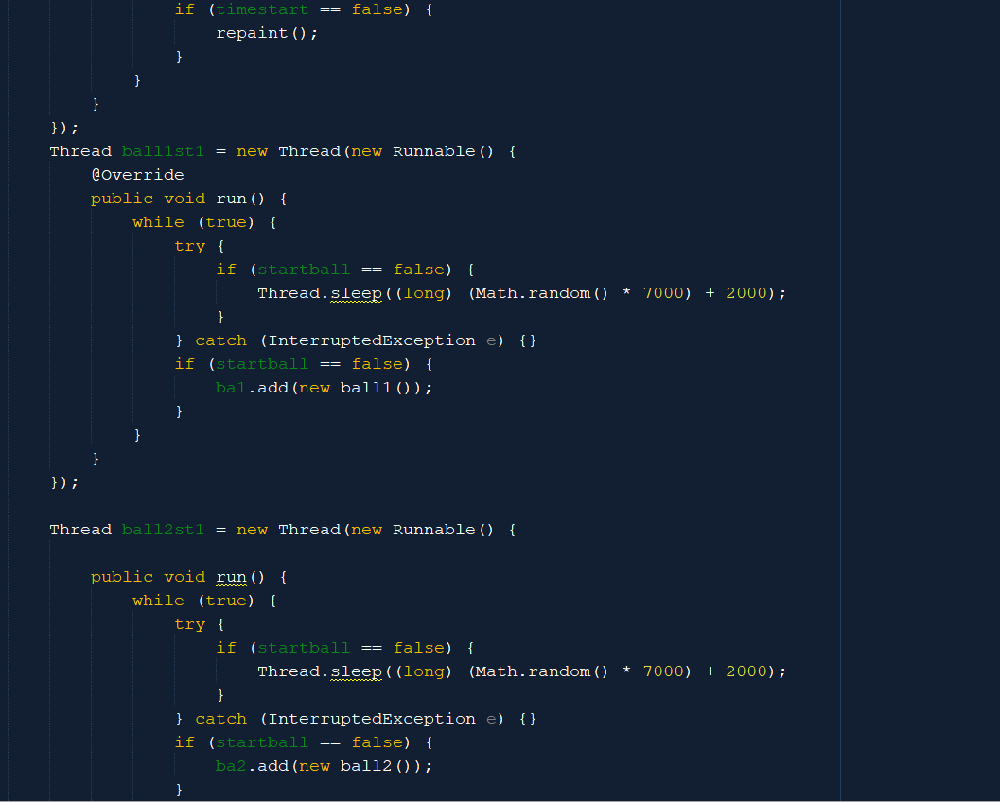 if (timestart == false) {
repaint();
}
}
}
});
Thread ball1st1 = new Thread(new Runnable() {
@Override
public void run() {
while (true) {
try {
if (startball == false) {
Thread.sleep((long) (Math.random() * 7000) + 2000);
}
} catch (InterruptedException e) {}
if (startball == false) {
ba1.add(new ball1());
}
}
}
});
Thread ball2st1 = new Thread(new Runnable() {
public void run() {
while (true) {
try {
if (startball == false) {
Thread.sleep((long) (Math.random() * 7000) + 2000);
}
} catch (InterruptedException e) {}
if (startball == false) {
ba2.add(new ball2());
}